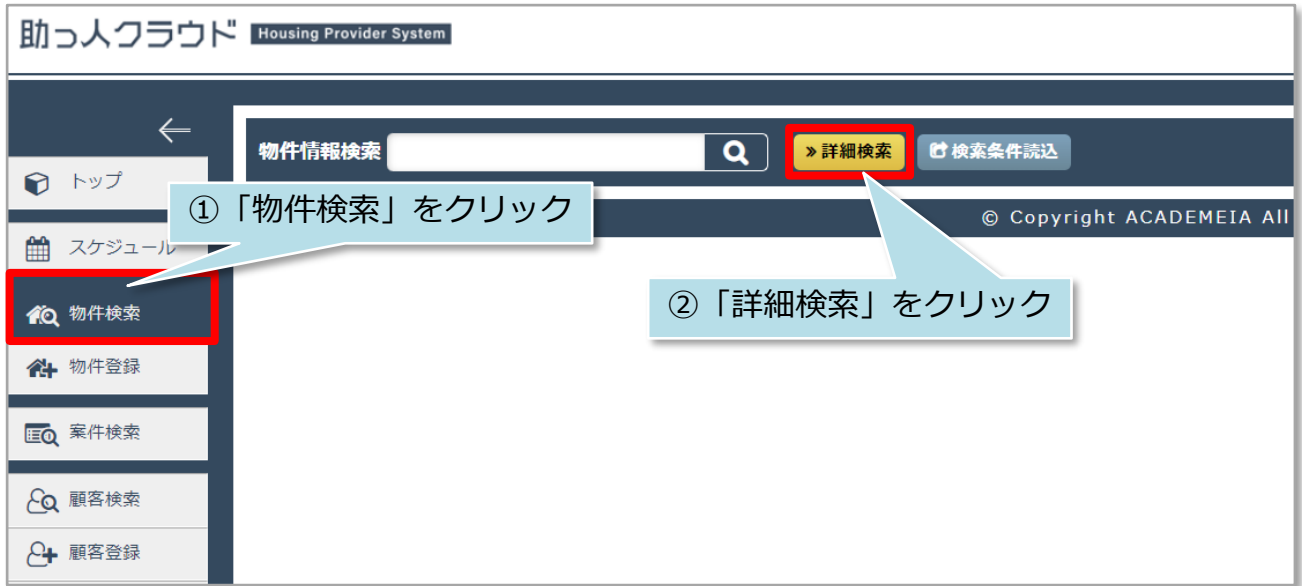 助っ人クラウド Housing Provider System
物件情報検索
» 詳細検索
検索条件読込
トップ
①「物件検索」をクリック
© Copyright ACADEMEIA All
スケジュール
②「詳細検索」をクリック
物件検索
物件登録
案件検索
顧客検索
顧客登録